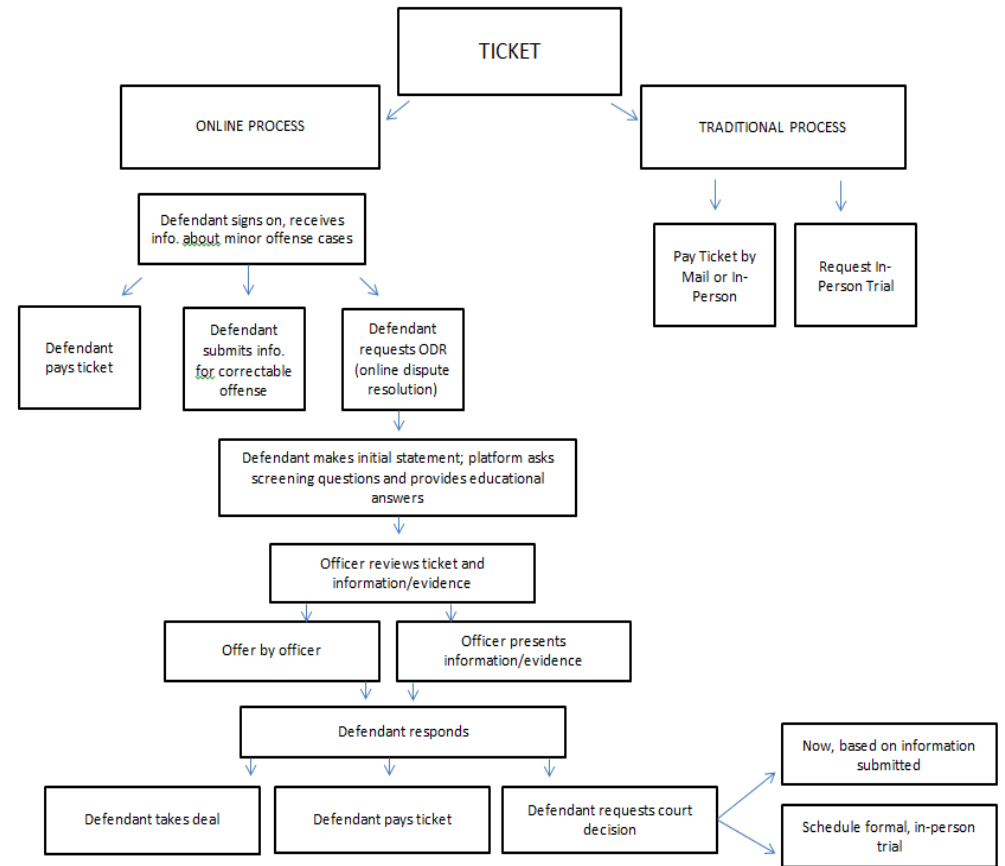 TICKET
ONLINE PROCESS
TRADITIONAL PROCESS
Defendant signs on, receives
info. about minor offense cases
Pay Ticket by
Mail or In-
Person
Request In-
Person Trial
Defendant
pays ticket
Defendant
submits info.
for correctable
offense
Defendant
requests ODR
(online dispute
resolution)
Defendant makes initial statement; platform asks
screening questions and provides educational
answers
Officer reviews ticket and
information/evidence
Offer by officer
Officer presents
information/evidence
Defendant responds
Defendant takes deal
Defendant pays ticket
Defendant requests court
decision
Now, based on information
submitted
Schedule formal, in-person
trial